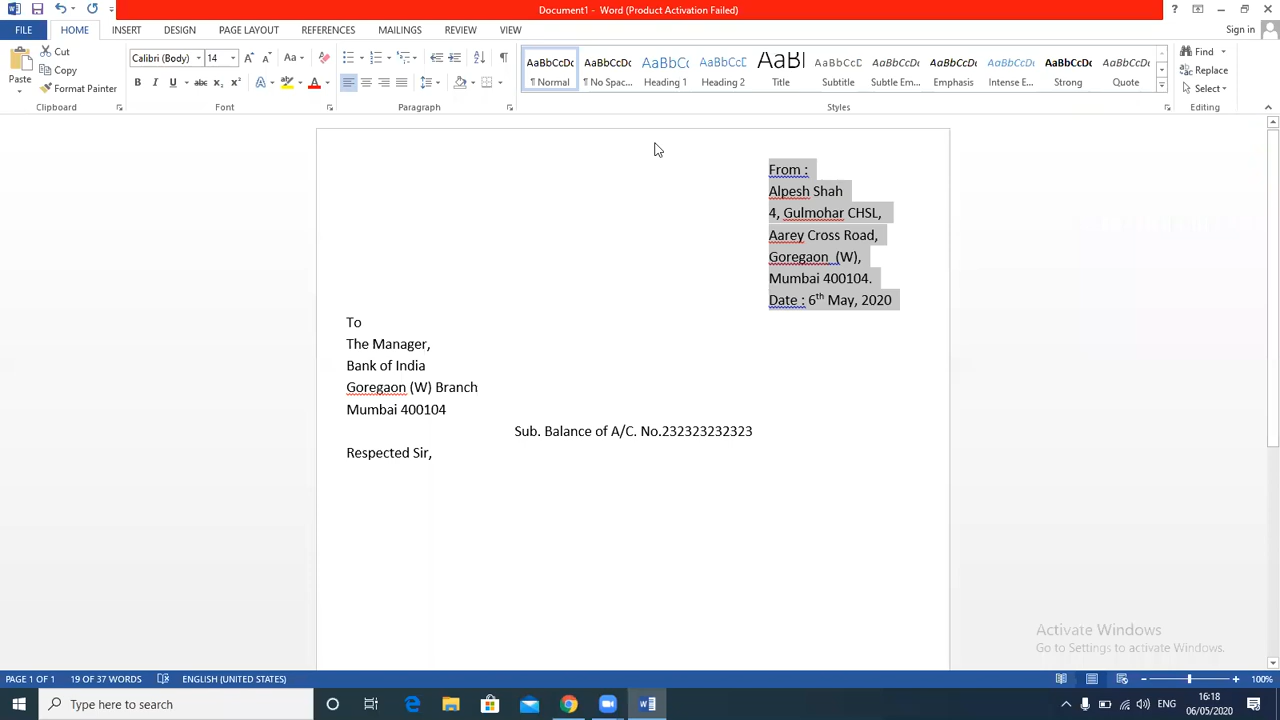 Document1 - Word (Product Activation Failed)
FILE HOME INSERT DESIGN PAGE LAYOUT REFERENCES MAILINGS REVIEW VIEW Sign in
Paste
Cut
Copy
Format Painter
Clipboard
Calibri (Body) 14
Font
Paragraph
AaBbCcDc AaBbCcDc AaBbCc AaBbCcD AaBl AaBbCcDc AaBbCcDc AaBbCcDc AaBbCcDc AaBbCcDc AaBbCcDc
¶ Normal ¶ No Spac... Heading 1 Heading 2 Title Subtitle Subtle Em... Emphasis Intense E... Strong Quote
Styles
Find
Replace
Select
Editing
From :
Alpesh Shah
4, Gulmohar CHSL,
Aarey Cross Road,
Goregaon (W),
Mumbai 400104.
Date : 6th May, 2020
To
The Manager,
Bank of India
Goregaon (W) Branch
Mumbai 400104
Sub. Balance of A/C. No.232323232323
Respected Sir,
Activate Windows
Go to Settings to activate Windows.
PAGE 1 OF 1 19 OF 37 WORDS ENGLISH (UNITED STATES) 100%
Type here to search
ENG
16:18
06/05/2020